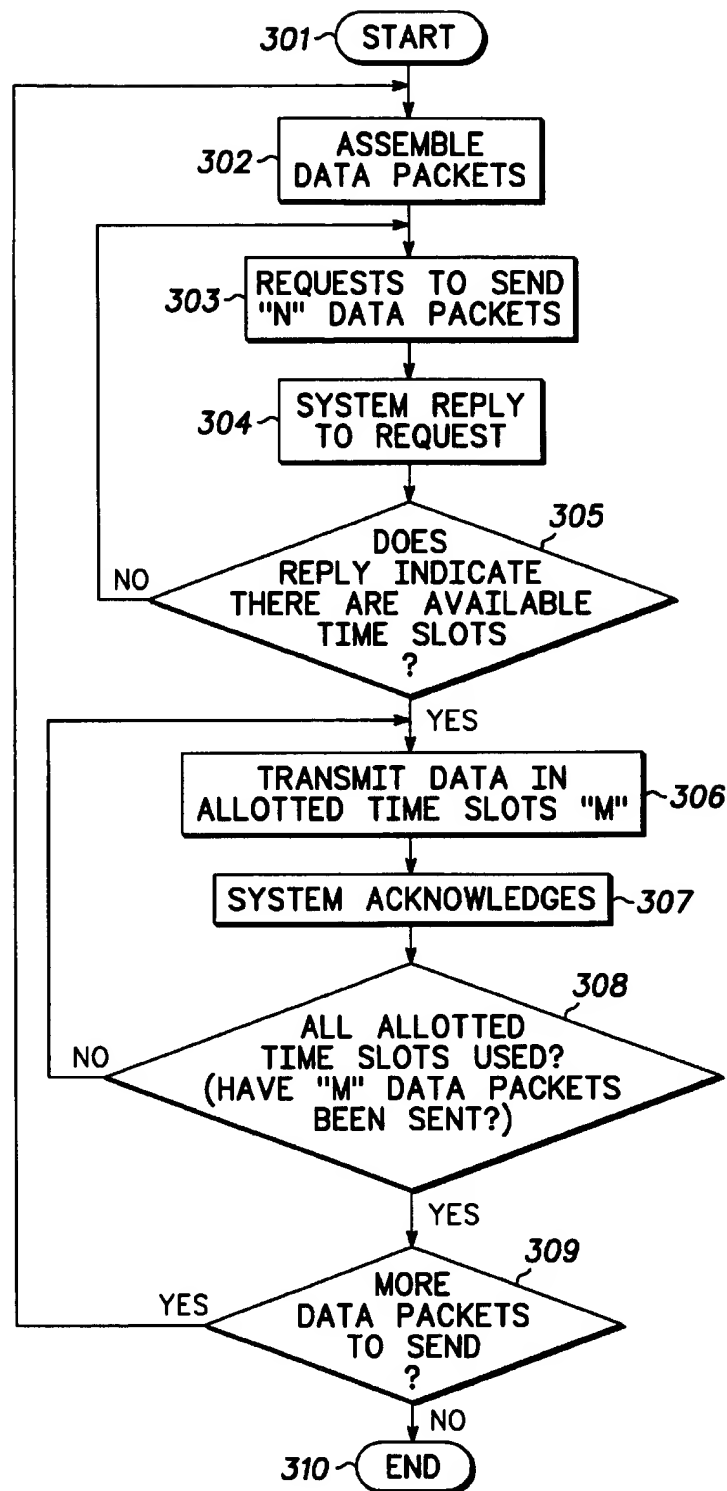 301 START
302 ASSEMBLE
DATA PACKETS
303 REQUESTS TO SEND
"N" DATA PACKETS
304 SYSTEM REPLY
TO REQUEST
305
DOES
REPLY INDICATE
THERE ARE AVAILABLE
TIME SLOTS
?
NO
YES
TRANSMIT DATA IN
ALLOTTED TIME SLOTS "M"
306
SYSTEM ACKNOWLEDGES 307
308
ALL ALLOTTED
TIME SLOTS USED?
(HAVE "M" DATA PACKETS
BEEN SENT?)
NO
YES
309
MORE
DATA PACKETS
TO SEND
?
YES
NO
310 END